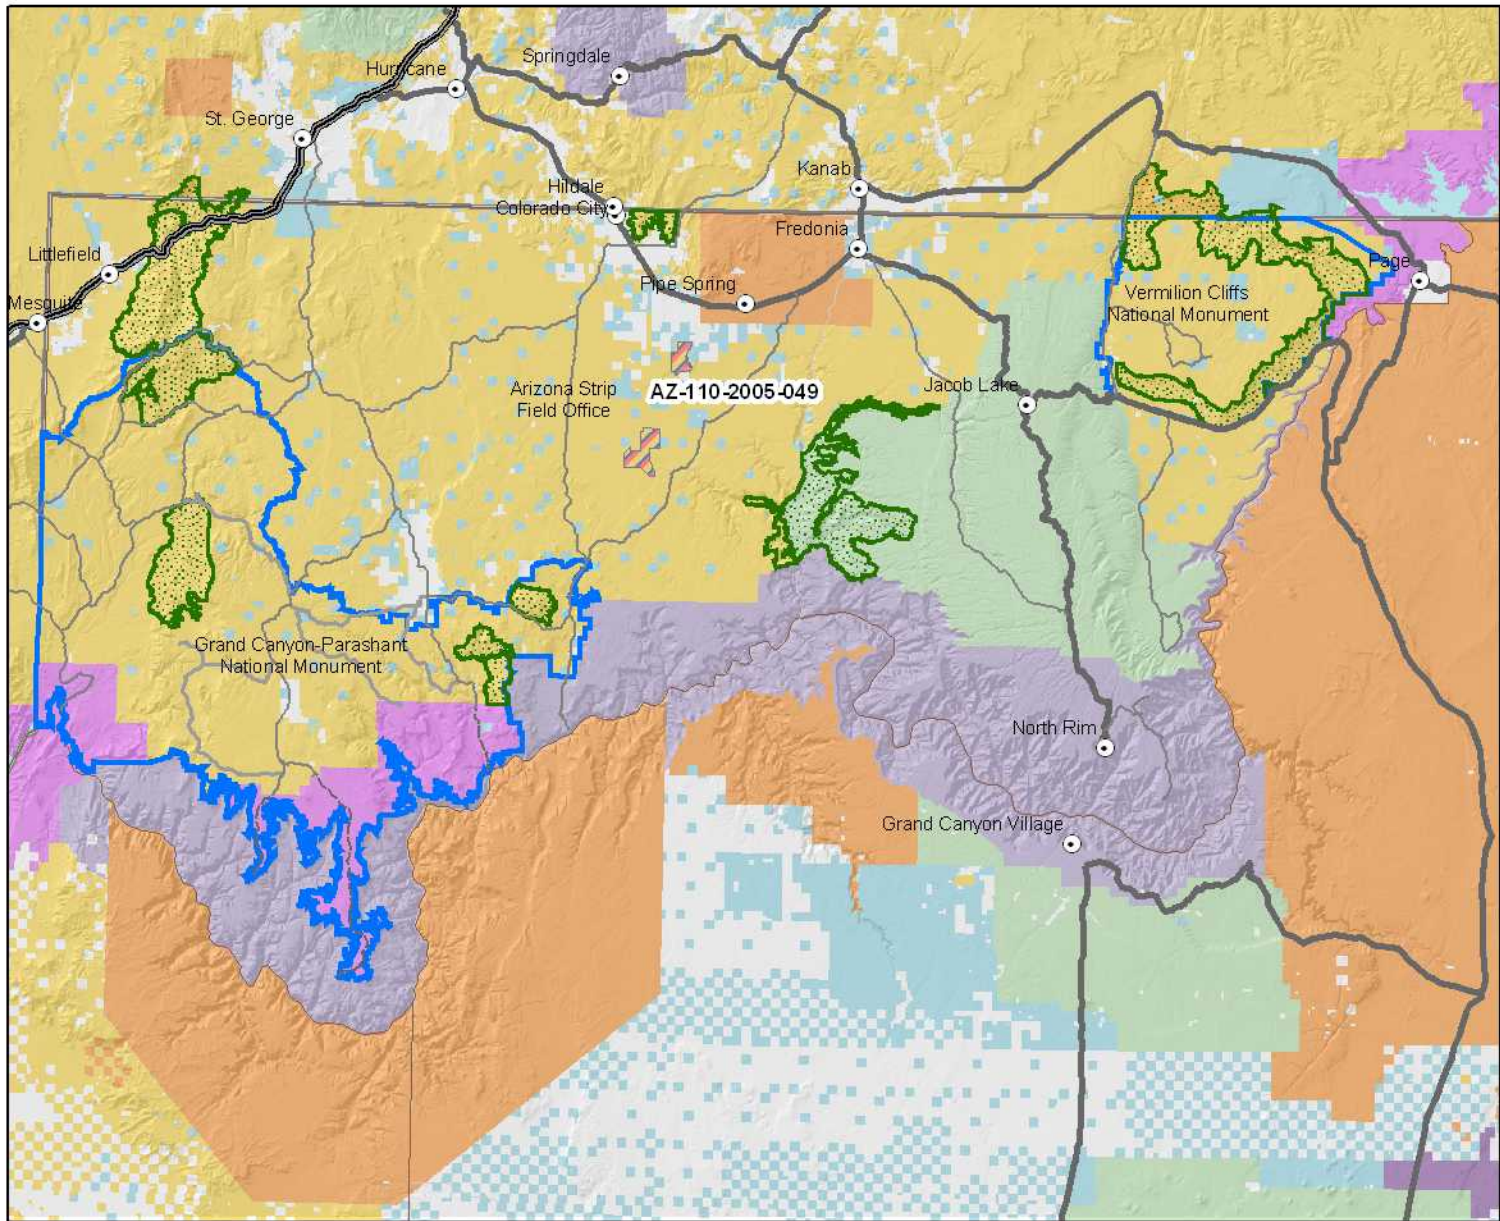 Springdale
Hurricane
St. George
Kanab
Hildale
Colorado City
Fredonia
Littlefield
Page
Pipe Spring
Vermilion Cliffs
National Monument
Mesquite
Arizona Strip
Field Office
AZ-110-2005-049
Jacob Lake
Grand Canyon-Parashant
National Monument
North Rim
Grand Canyon Village